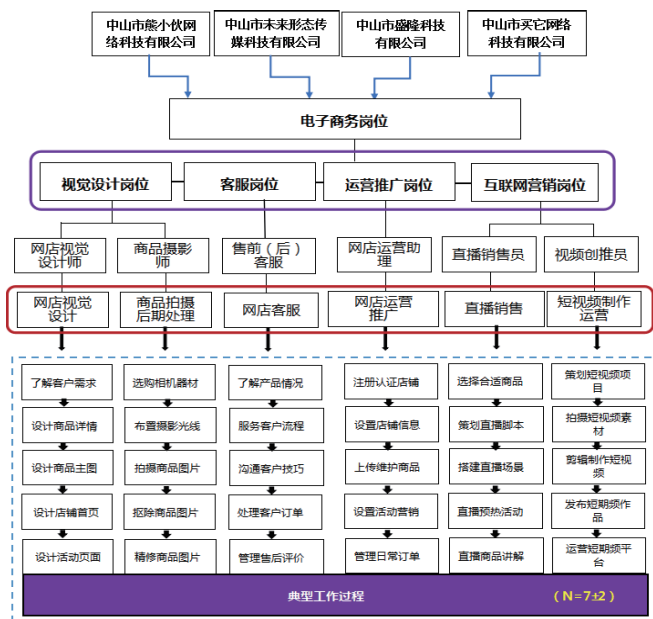 中山市熊小伙网
络科技有限公司
中山市未来形态传
媒科技有限公司
中山市盛隆科技
有限公司
中山市买它网络
科技有限公司
电子商务岗位
视觉设计岗位
客服岗位
运营推广岗位
互联网营销岗位
网店视觉
设计师
商品摄影
师
售前（后）
客服
网店运营助
理
直播销售员
视频创推员
网店视觉
设计
商品拍摄
后期处理
网店客服
网店运营
推广
直播销售
短视频制作
运营
了解客户需求
选购相机器材
了解产品情况
注册认证店铺
选择合适商品
策划短视频项
目
设计商品详情
布置摄影光线
服务客户流程
设置店铺信息
策划直播脚本
拍摄短视频素
材
设计商品主图
拍摄商品图片
沟通客户技巧
上传维护商品
搭建直播场景
剪辑制作短视
频
设计店铺首页
抠除商品图片
处理客户订单
设置活动营销
直播预热活动
发布短期频作
品
设计活动页面
精修商品图片
管理售后评价
管理日常订单
直播商品讲解
运营短期频平
台
典型工作过程
（N=7±2）